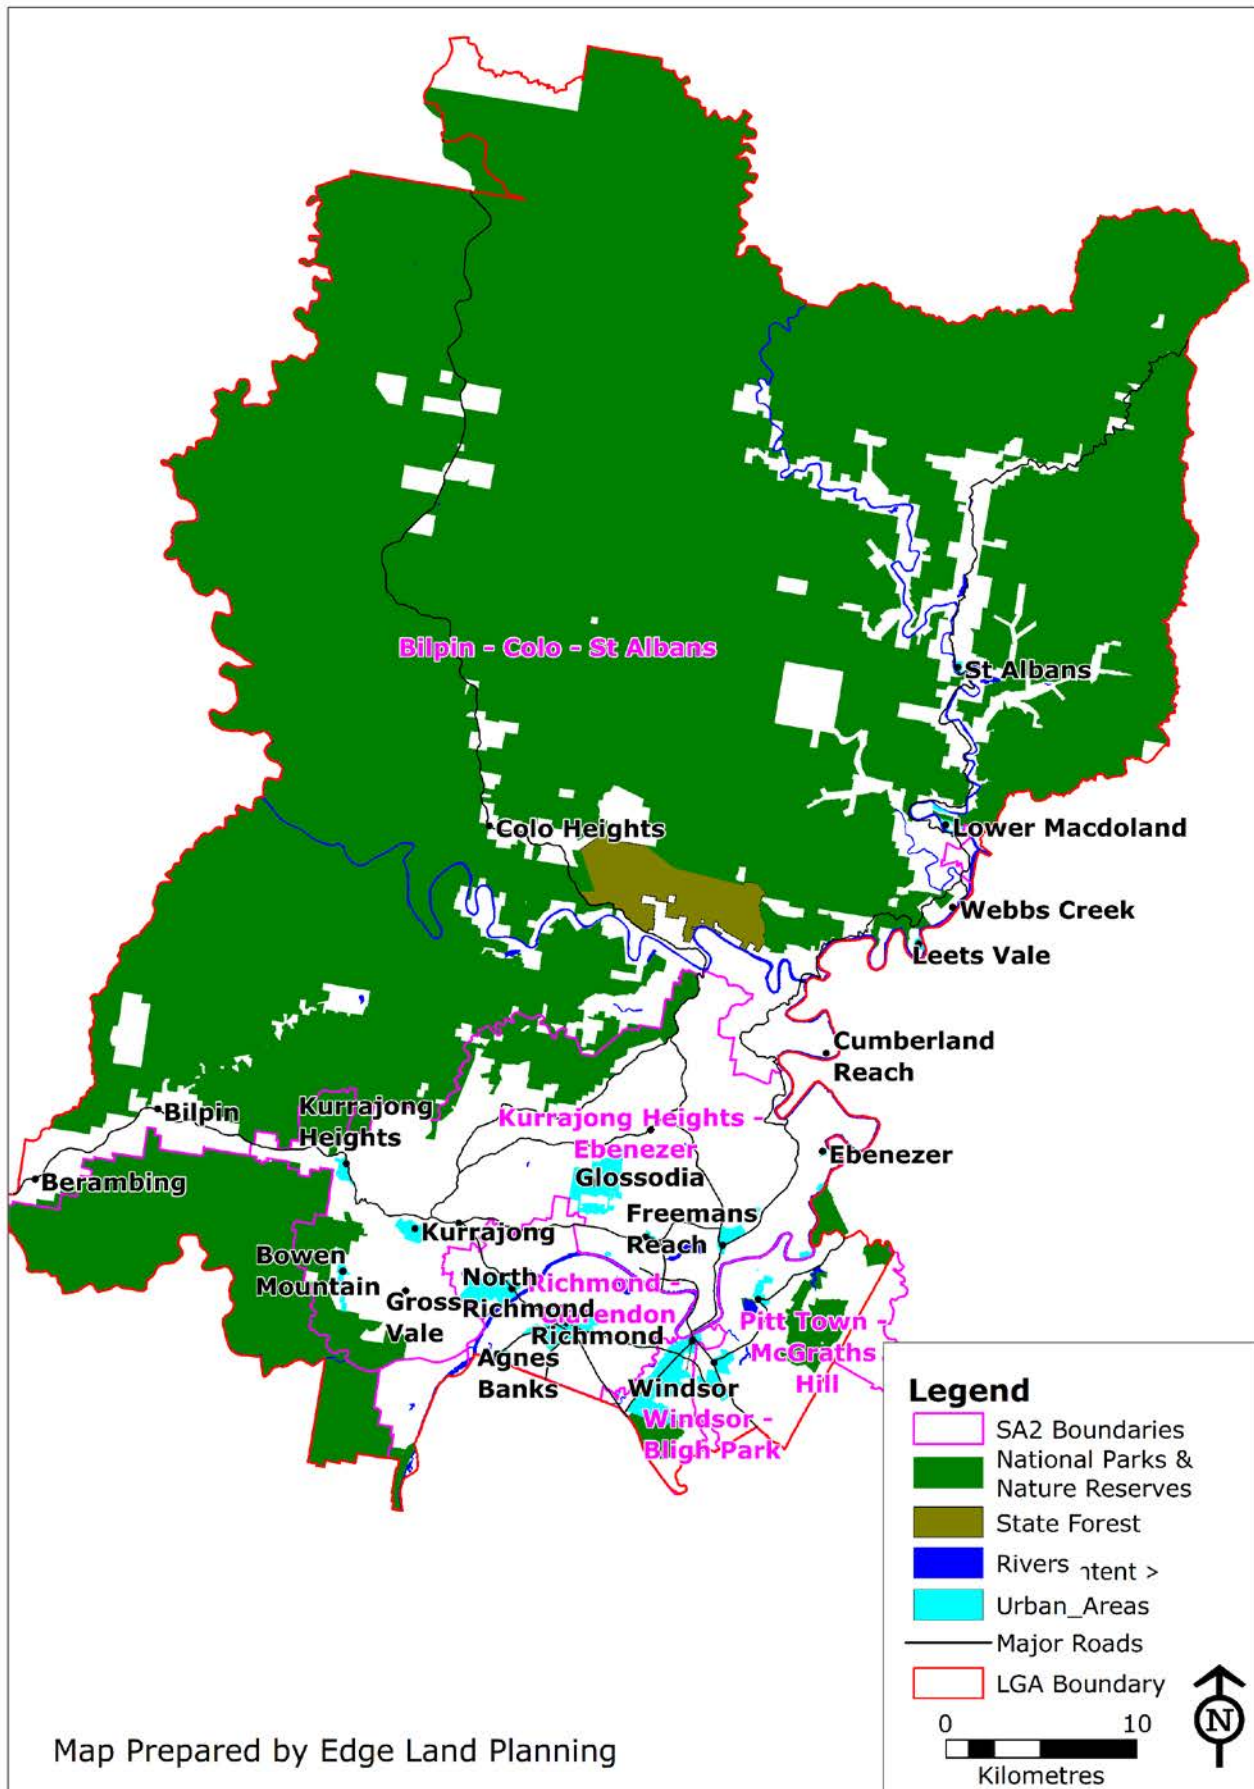 Bilpin - Colo - St Albans
St Albans
Colo Heights
Lower Macdoland
Webbs Creek
Leets Vale
Cumberland
Reach
Bilpin
Kurrajong
Heights
Kurrajong Heights -
Ebenezer
Ebenezer
Berambing
Glossodia
Freemans
Reach
Kurrajong
Bowen
Mountain
Gross
Vale
North
Richmond
Richmond -
Clarendon
Richmond
Agnes
Banks
Pitt Town -
McGraths
Hill
Windsor
Windsor -
Bligh Park
Legend
SA2 Boundaries
National Parks &
Nature Reserves
State Forest
Rivers ntent >
Urban_Areas
Major Roads
LGA Boundary
0 10
Kilometres
N
Map Prepared by Edge Land Planning